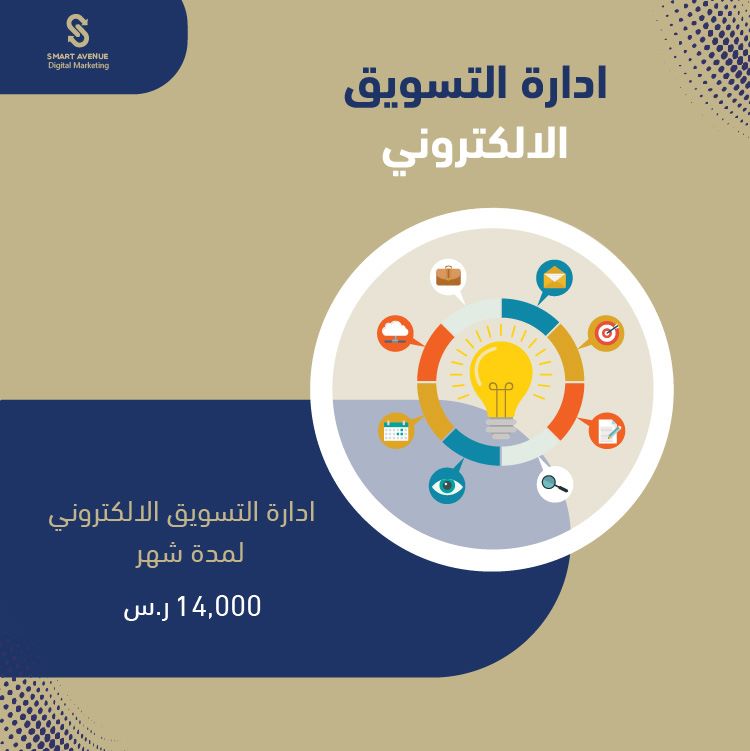 SMART AVENUE
Digital Marketing
ادارة التسويق
الالكتروني
ادارة التسويق الالكتروني
لمدة شهر
14,000 ر.س